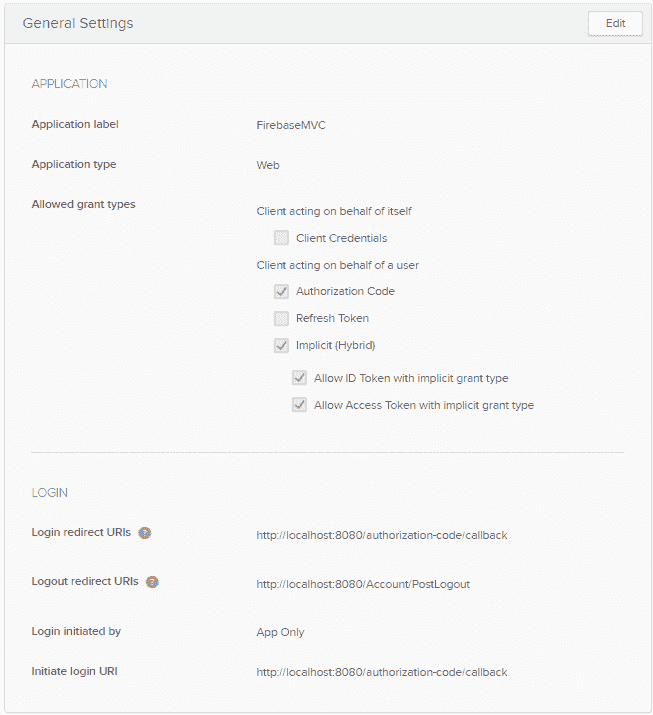 General Settings
Edit
APPLICATION
Application label
FirebaseMVC
Application type
Web
Allowed grant types
Client acting on behalf of itself
Client Credentials
Client acting on behalf of a user
Authorization Code
Refresh Token
Implicit (Hybrid)
Allow ID Token with implicit grant type
Allow Access Token with implicit grant type
LOGIN
Login redirect URIs ?
http://localhost:8080/authorization-code/callback
Logout redirect URIs ?
http://localhost:8080/Account/PostLogout
Login initiated by
App Only
Initiate login URI
http://localhost:8080/authorization-code/callback